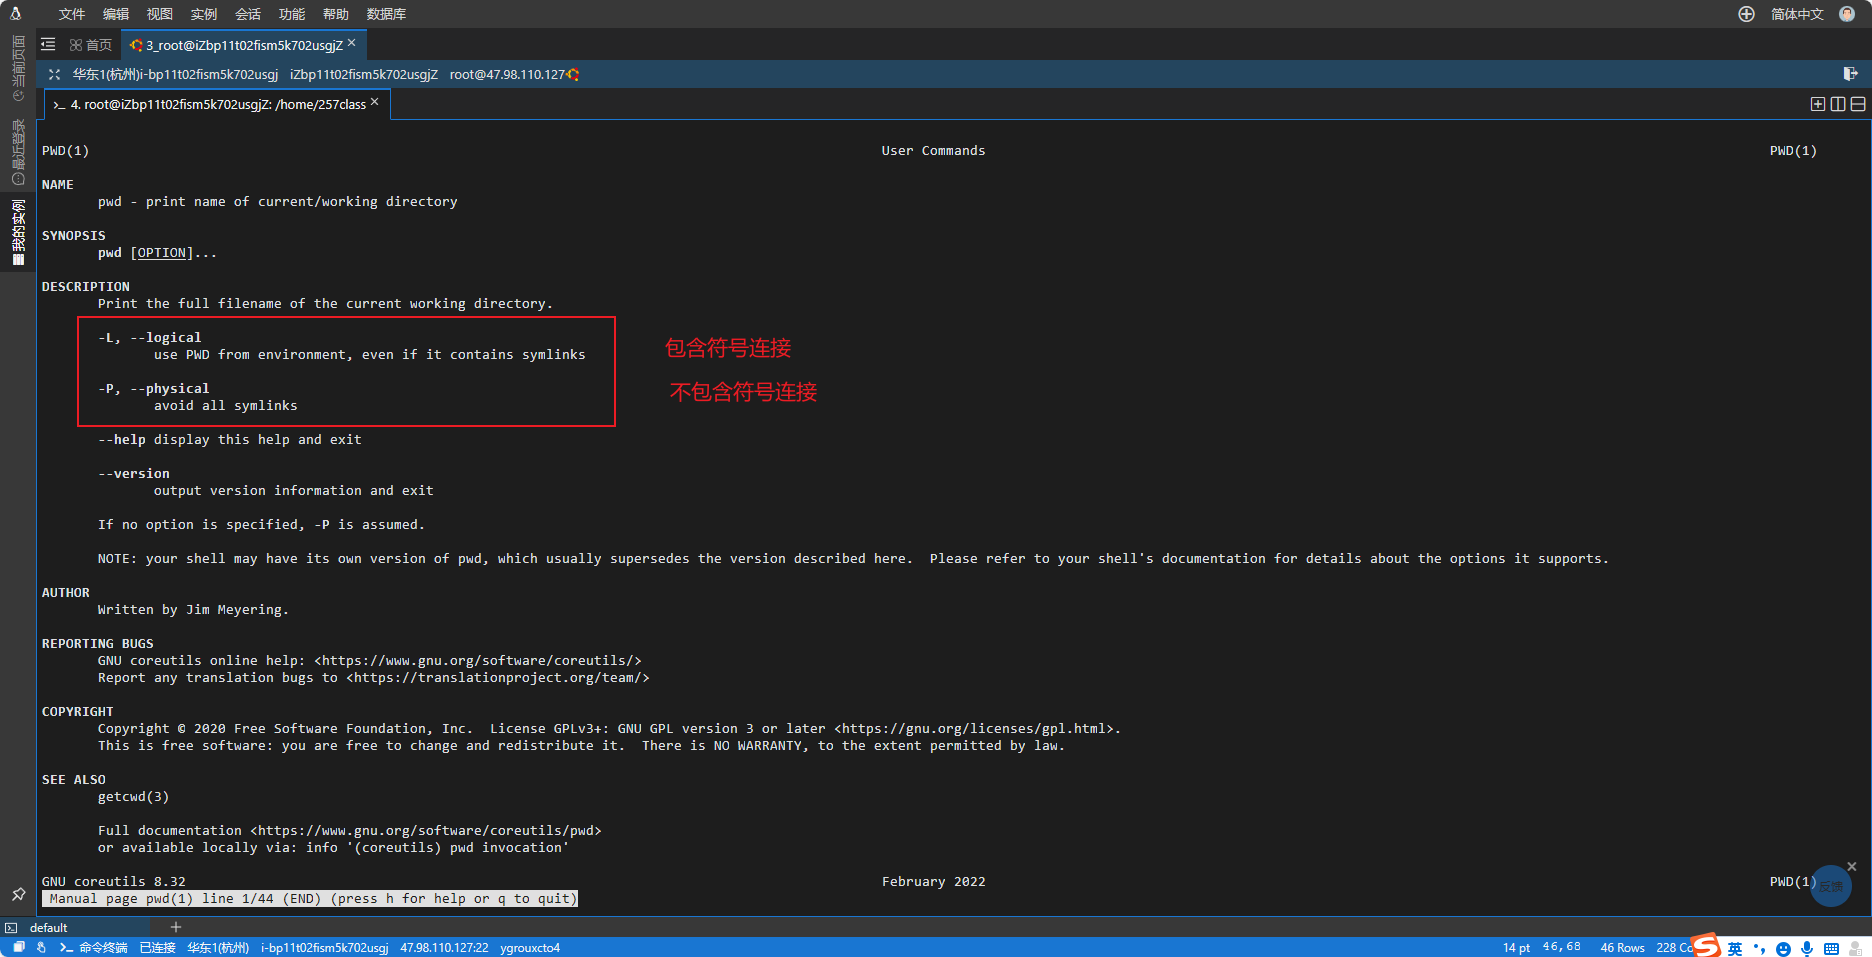 文件 编辑 视图 实例 会话 功能 帮助 数据库 简体中文
首页 3_root@iZbp11t02fism5k702usgjZ
华东1(杭州)i-bp11t02fism5k702usgj iZbp11t02fism5k702usgjZ root@47.98.110.127
>_ 4. root@iZbp11t02fism5k702usgjZ: /home/257class
当前页面
最近登录
我的实例
PWD(1) User Commands PWD(1)
NAME
pwd - print name of current/working directory
SYNOPSIS
pwd [OPTION]...
DESCRIPTION
Print the full filename of the current working directory.
-L, --logical
use PWD from environment, even if it contains symlinks
包含符号连接
-P, --physical
不包含符号连接
avoid all symlinks
--help display this help and exit
--version
output version information and exit
If no option is specified, -P is assumed.
NOTE: your shell may have its own version of pwd, which usually supersedes the version described here.  Please refer to your shell's documentation for details about the options it supports.
AUTHOR
Written by Jim Meyering.
REPORTING BUGS
GNU coreutils online help: <https://www.gnu.org/software/coreutils/>
Report any translation bugs to <https://translationproject.org/team/>
COPYRIGHT
Copyright © 2020 Free Software Foundation, Inc.  License GPLv3+: GNU GPL version 3 or later <https://gnu.org/licenses/gpl.html>.
This is free software: you are free to change and redistribute it.  There is NO WARRANTY, to the extent permitted by law.
SEE ALSO
getcwd(3)
Full documentation <https://www.gnu.org/software/coreutils/pwd>
or available locally via: info '(coreutils) pwd invocation'
GNU coreutils 8.32 February 2022 PWD(1)
反馈
Manual page pwd(1) line 1/44 (END) (press h for help or q to quit)
default
命令终端 已连接 华东1(杭州) i-bp11t02fism5k702usgj 47.98.110.127:22 ygrouxcto4 14 pt 46,68 46 Rows 228 Co 英